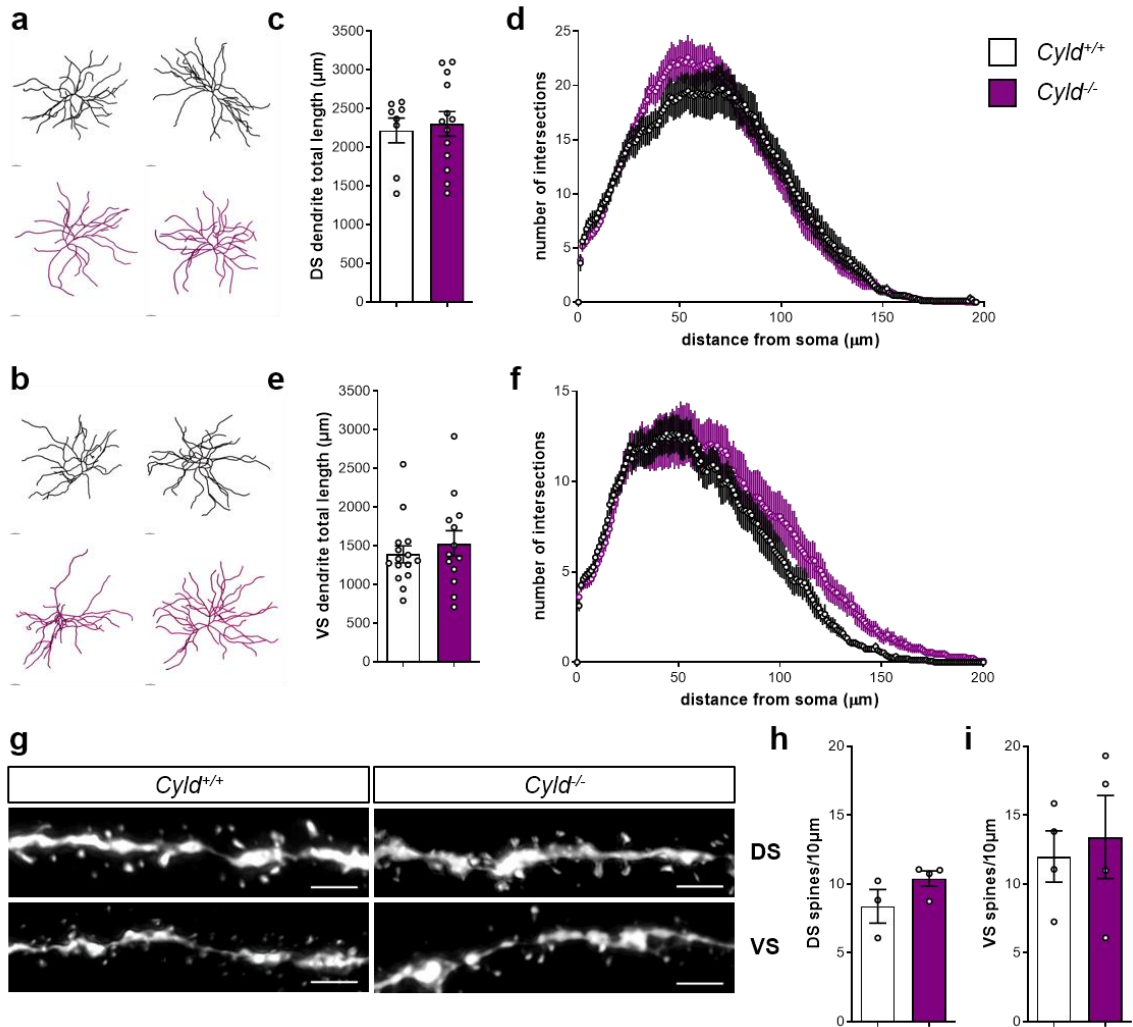 a
c
DS dendrite total length (µm)
3500
3000
2500
2000
1500
1000
500
0
d
number of intersections
25
20
15
10
5
0
0
50
100
150
200
distance from soma (µm)
Cyld+/+
Cyld-/-
b
e
VS dendrite total length (µm)
3500
3000
2500
2000
1500
1000
500
0
f
number of intersections
15
10
5
0
0
50
100
150
200
distance from soma (µm)
g
Cyld+/+
Cyld-/-
DS
VS
h
DS spines/10µm
20
15
10
5
0
i
VS spines/10µm
20
15
10
5
0